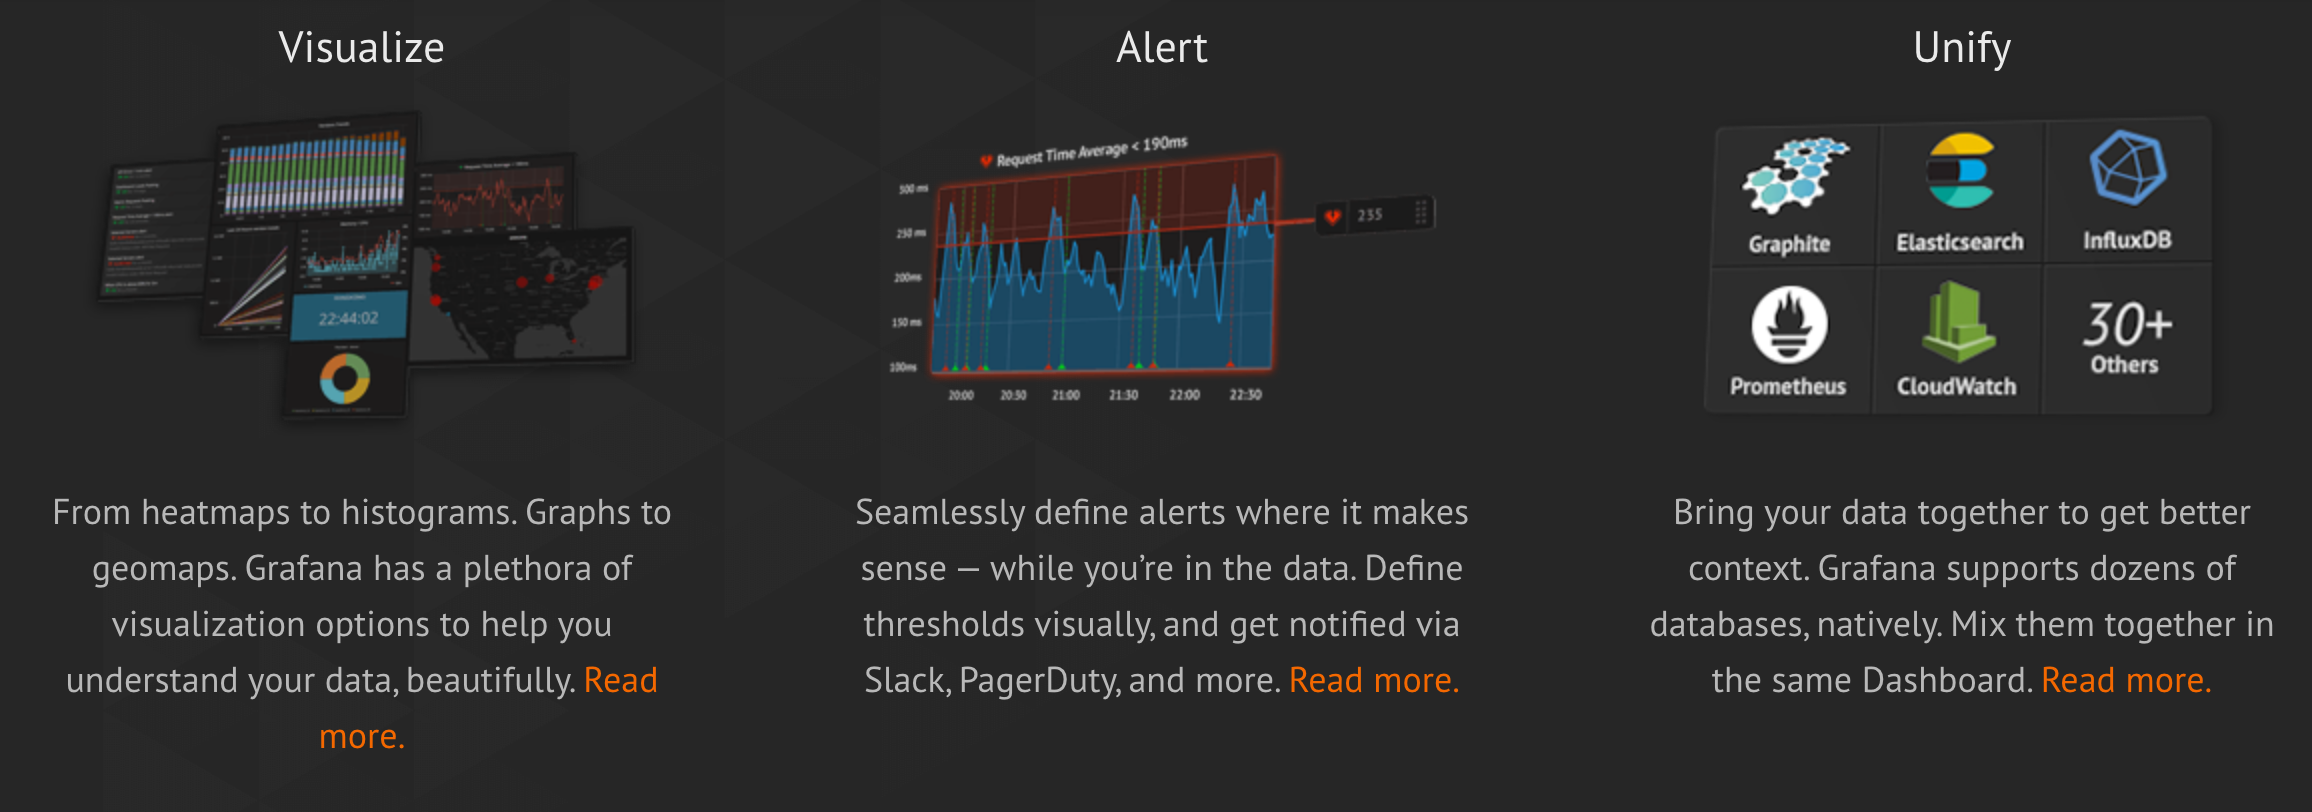 Visualize
22:44:02
From heatmaps to histograms. Graphs to
geomaps. Grafana has a plethora of
visualization options to help you
understand your data, beautifully. Read
more.
Alert
Request Time Average < 190ms
300 ms
250 ms
200ms
150 ms
100ms
235
20:00 20:30 21:00 21:30 22:00 22:30
Seamlessly define alerts where it makes
sense — while you’re in the data. Define
thresholds visually, and get notified via
Slack, PagerDuty, and more. Read more.
Unify
Graphite Elasticsearch InfluxDB
30+
Others
Prometheus CloudWatch
Bring your data together to get better
context. Grafana supports dozens of
databases, natively. Mix them together in
the same Dashboard. Read more.